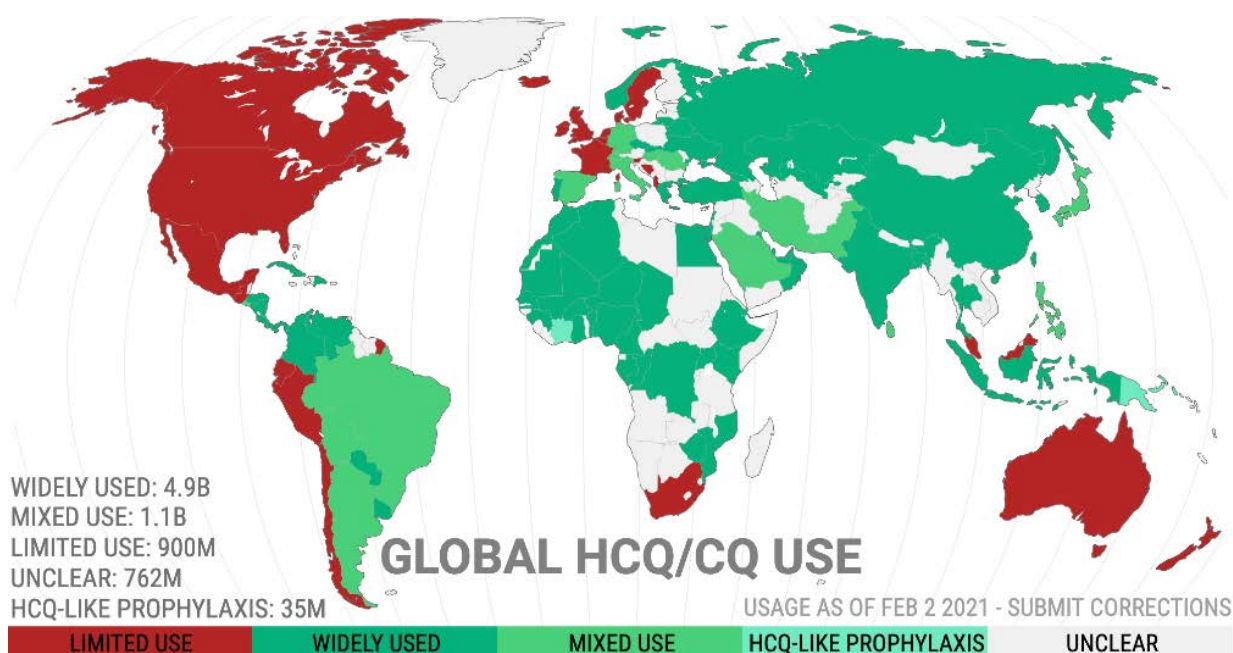 WIDELY USED: 4.9B
MIXED USE: 1.1B
LIMITED USE: 900M
UNCLEAR: 762M
HCQ-LIKE PROPHYLAXIS: 35M
GLOBAL HCQ/CQ USE
USAGE AS OF FEB 2 2021 - SUBMIT CORRECTIONS
LIMITED USE WIDELY USED MIXED USE HCQ-LIKE PROPHYLAXIS UNCLEAR